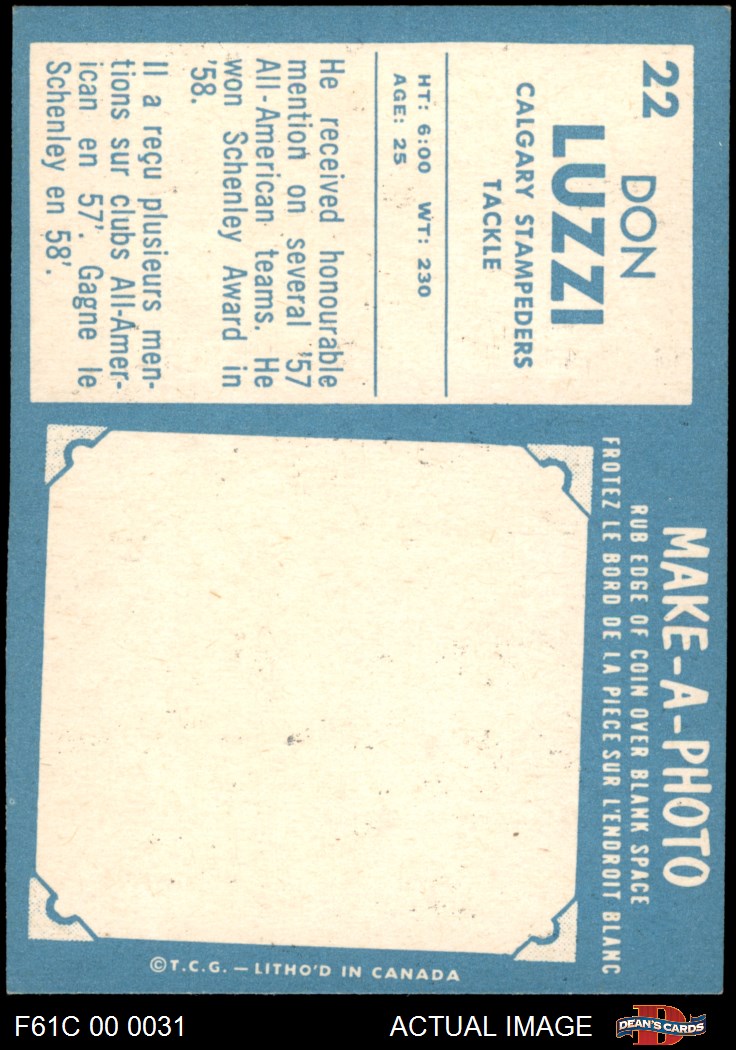 22
DON
LUZZI
CALGARY STAMPEDERS
TACKLE
HT: 6:00 WT: 230
AGE: 25
He received honourable
mention on several '57
All-American teams. He
won Schenley Award in
'58.
Il a reçu plusieurs men-
tions sur clubs All-Amer-
ican en 57'. Gagne le
Schenley en 58'.
MAKE-A-PHOTO
RUB EDGE OF COIN OVER BLANK SPACE
FROTEZ LE BORD DE LA PIECE SUR L'ENDROIT BLANC
©T.C.G. — LITHO'D IN CANADA
F61C 00 0031
ACTUAL IMAGE
D
DEAN'S CARDS